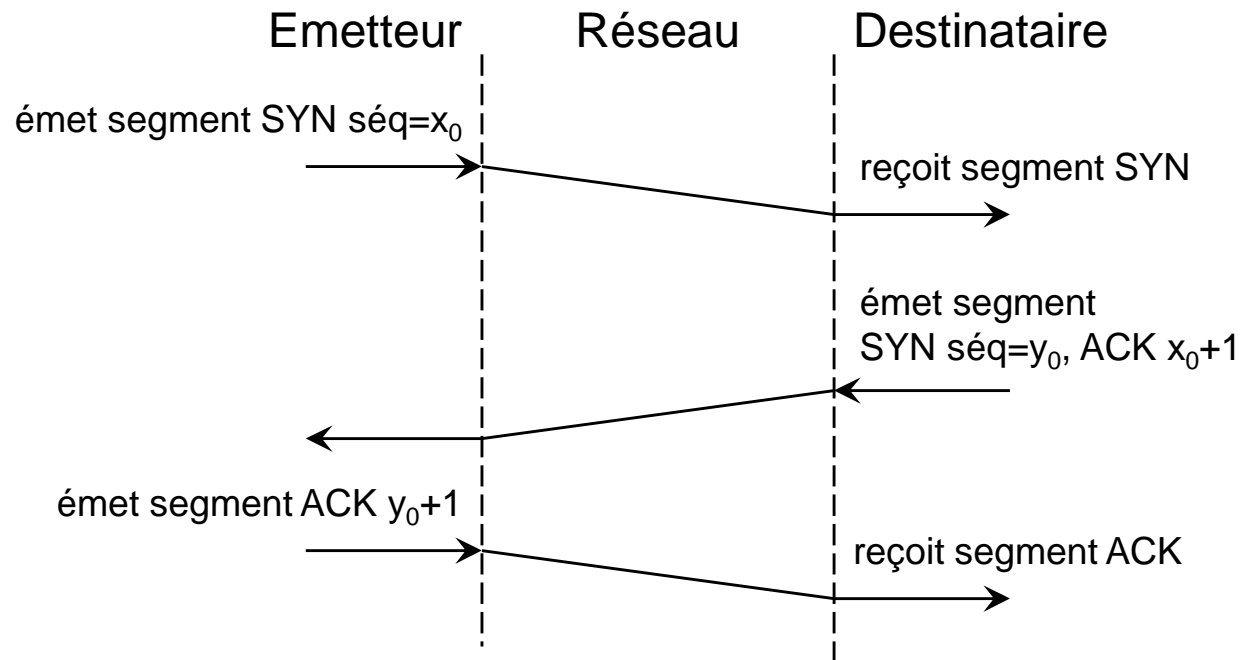 Emetteur Réseau Destinataire
émet segment SYN séq=x₀
reçoit segment SYN
émet segment
SYN séq=y₀, ACK x₀+1
émet segment ACK y₀+1
reçoit segment ACK